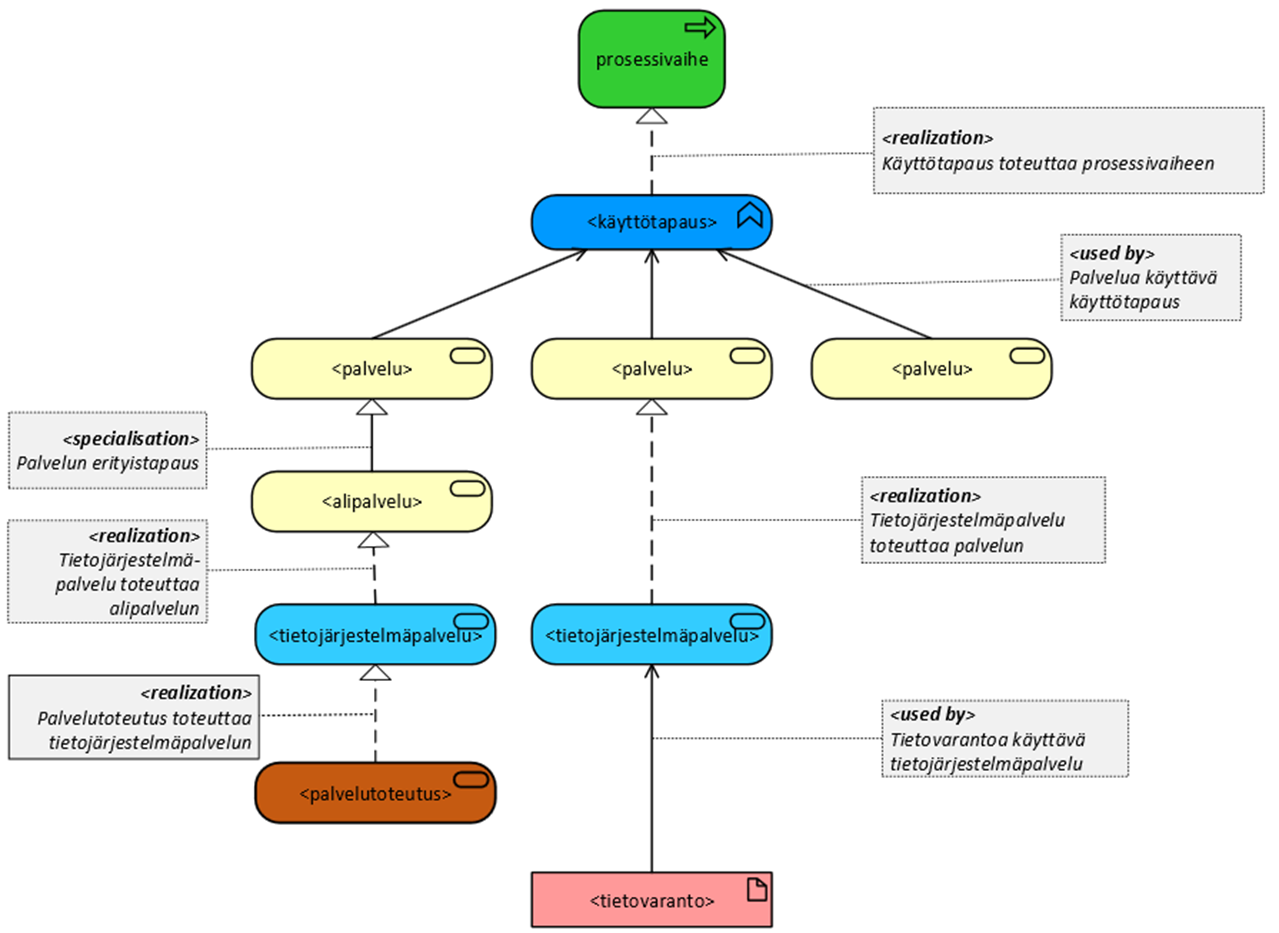 prosessivaihe
<realization>
Käyttötapaus toteuttaa prosessivaiheen
<käyttötapaus>
<used by>
Palvelua käyttävä
käyttötapaus
<palvelu>
<palvelu>
<palvelu>
<specialisation>
Palvelun erityistapaus
<alipalvelu>
<realization>
Tietojärjestelmäpalvelu
toteuttaa palvelun
<realization>
Tietojärjestelmä-
palvelu toteuttaa
alipalvelun
<tietojärjestelmäpalvelu>
<tietojärjestelmäpalvelu>
<realization>
Palvelutoteutus toteuttaa
tietojärjestelmäpalvelun
<used by>
Tietovarantoa käyttävä
tietojärjestelmäpalvelu
<palvelutoteutus>
<tietovaranto>